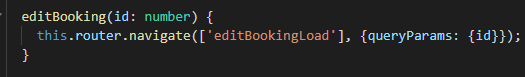 editBooking(id: number) {
  this.router.navigate(['editBookingLoad'], {queryParams: {id}});
}